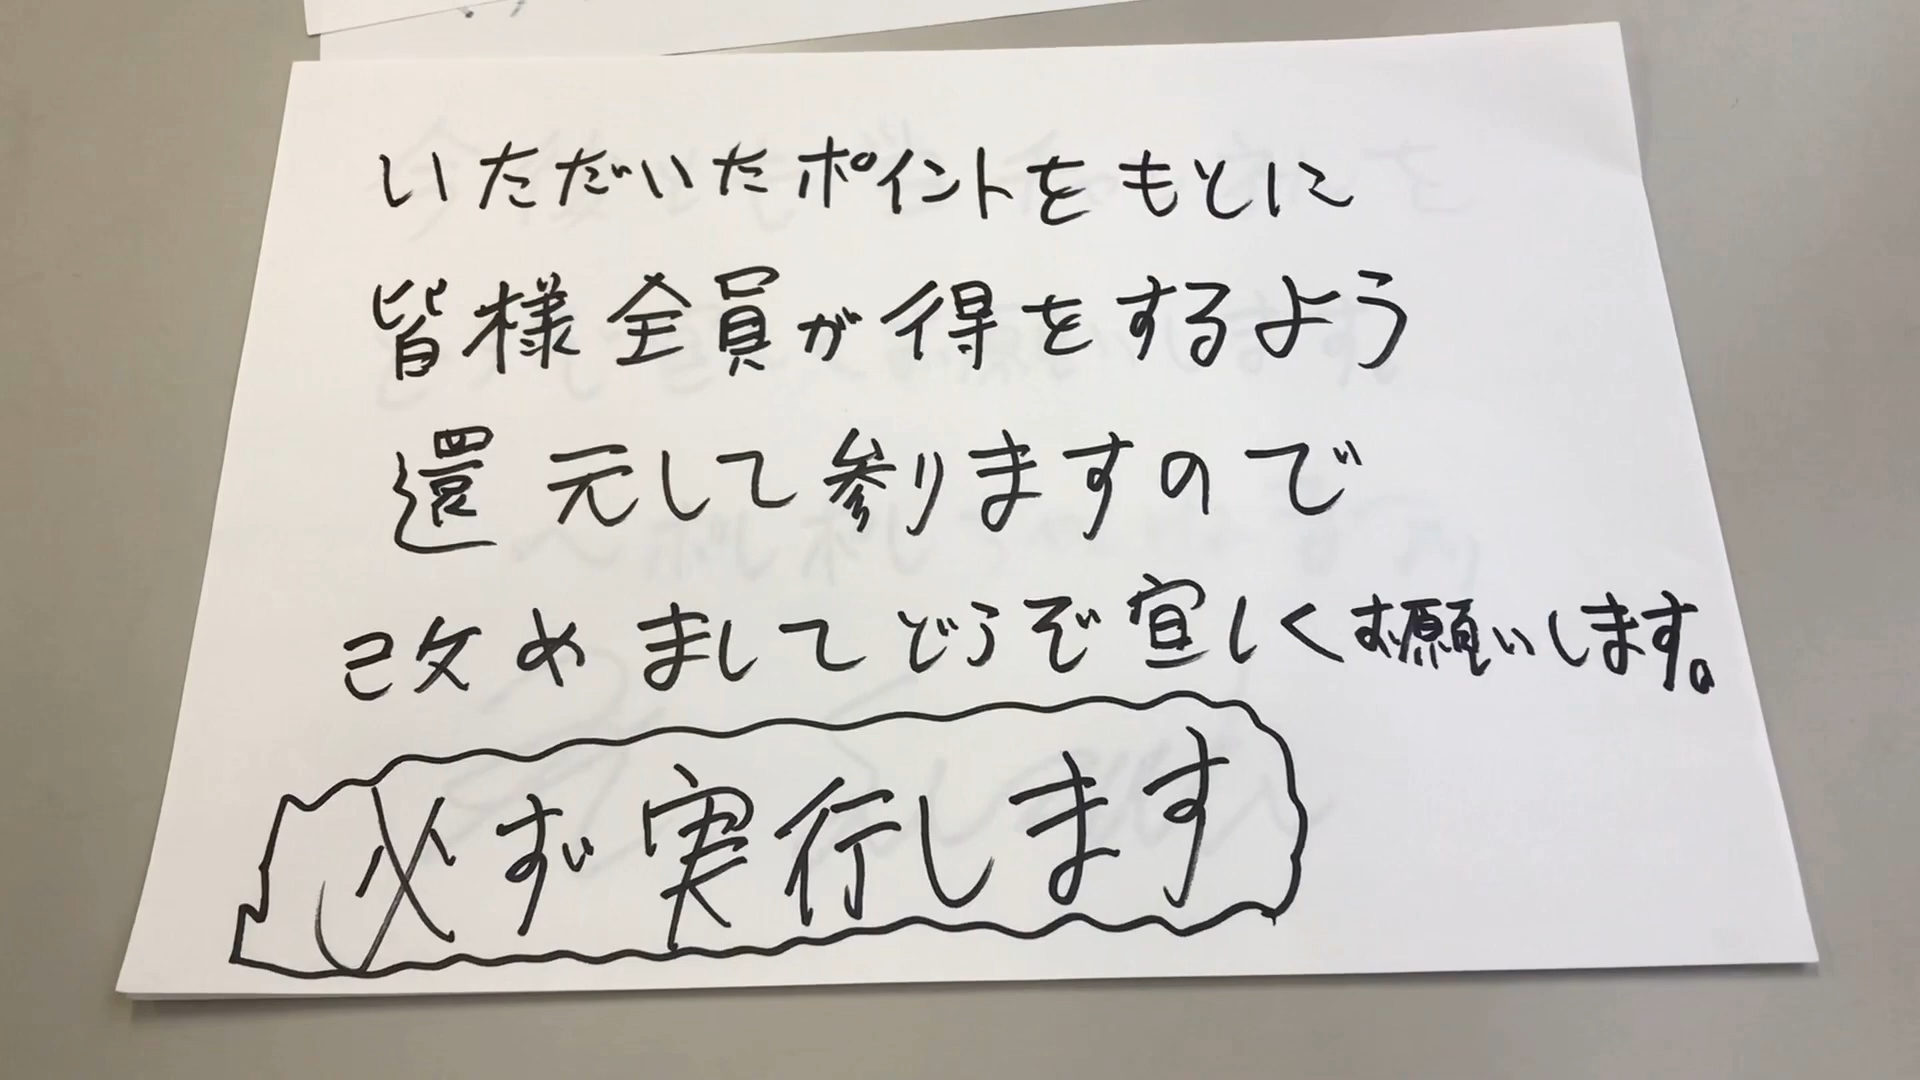 いただいたポイントをもとに
皆様全員が得をするよう
還元して参りますので
改めましてどうぞ宜しくお願いします。
必ず実行します